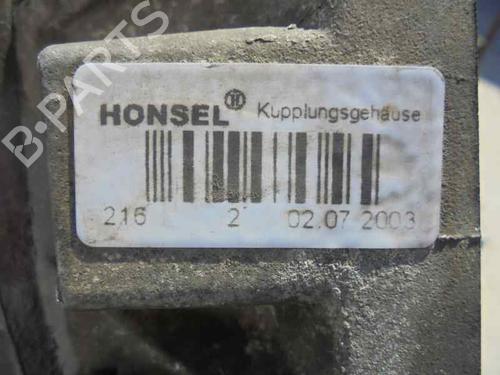 B-PARTS
HONSEL H Kupplungsgehäuse
216 2 02.07 2003